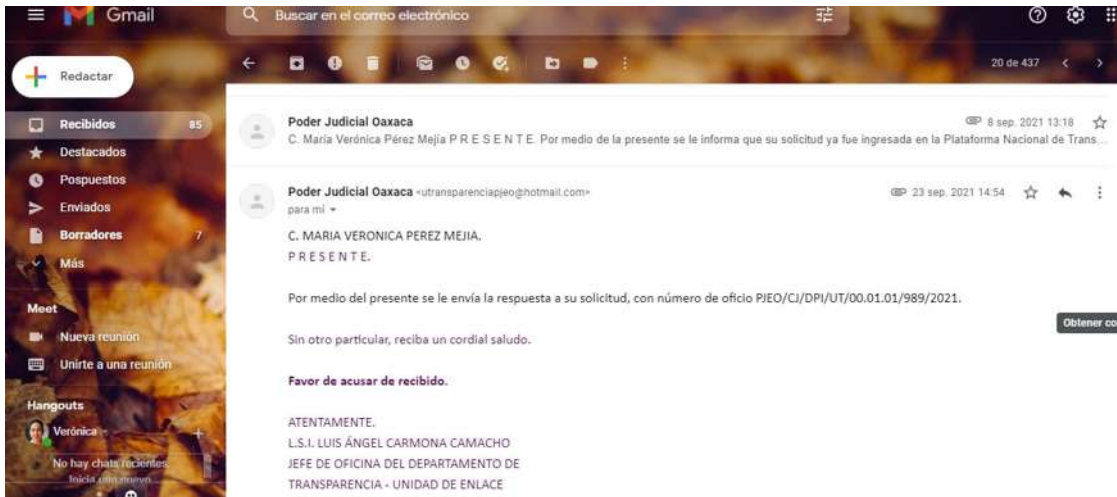 Gmail
Buscar en el correo electrónico
Redactar
20 de 437
Recibidos 85
Destacados
Pospuestos
Enviados
Borradores 7
Más
Meet
Nueva reunión
Unirte a una reunión
Hangouts
Verónica
No hay chats recientes
Inicia uno nuevo
Poder Judicial Oaxaca
8 sep. 2021 13:18
C. María Verónica Pérez Mejía P R E S E N T E. Por medio de la presente se le informa que su solicitud ya fue ingresada en la Plataforma Nacional de Trans...
Poder Judicial Oaxaca <utransparenciapjeo@hotmail.com>
23 sep. 2021 14:54
para mí
C. MARIA VERONICA PEREZ MEJIA.
P R E S E N T E.
Por medio del presente se le envía la respuesta a su solicitud, con número de oficio PJEO/CJ/DPI/UT/00.01.01/989/2021.
Obtener co
Sin otro particular, reciba un cordial saludo.
Favor de acusar de recibido.
ATENTAMENTE.
L.S.I. LUIS ÁNGEL CARMONA CAMACHO
JEFE DE OFICINA DEL DEPARTAMENTO DE
TRANSPARENCIA - UNIDAD DE ENLACE